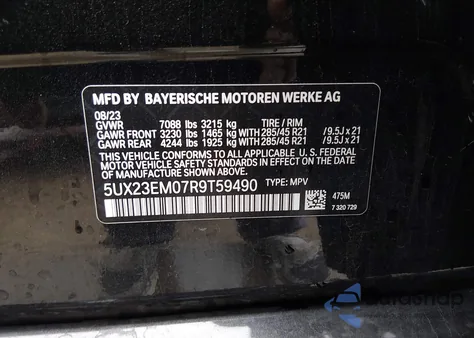 MFD BY BAYERISCHE MOTOREN WERKE AG
08/23
GVWR 7088 lbs 3215 kg TIRE / RIM
GAWR FRONT 3230 lbs 1465 kg WITH 285/45 R21 / 9.5J x 21
GAWR REAR 4244 lbs 1925 kg WITH 285/45 R21 / 9.5J x 21
THIS VEHICLE CONFORMS TO ALL APPLICABLE U. S. FEDERAL
MOTOR VEHICLE SAFETY AND THEFT PREVENTION STANDARDS IN
EFFECT ON THE DATE OF MANUFACTURE SHOWN ABOVE.
5UX23EM07R9T59490 TYPE: MPV
475M
7 320 729